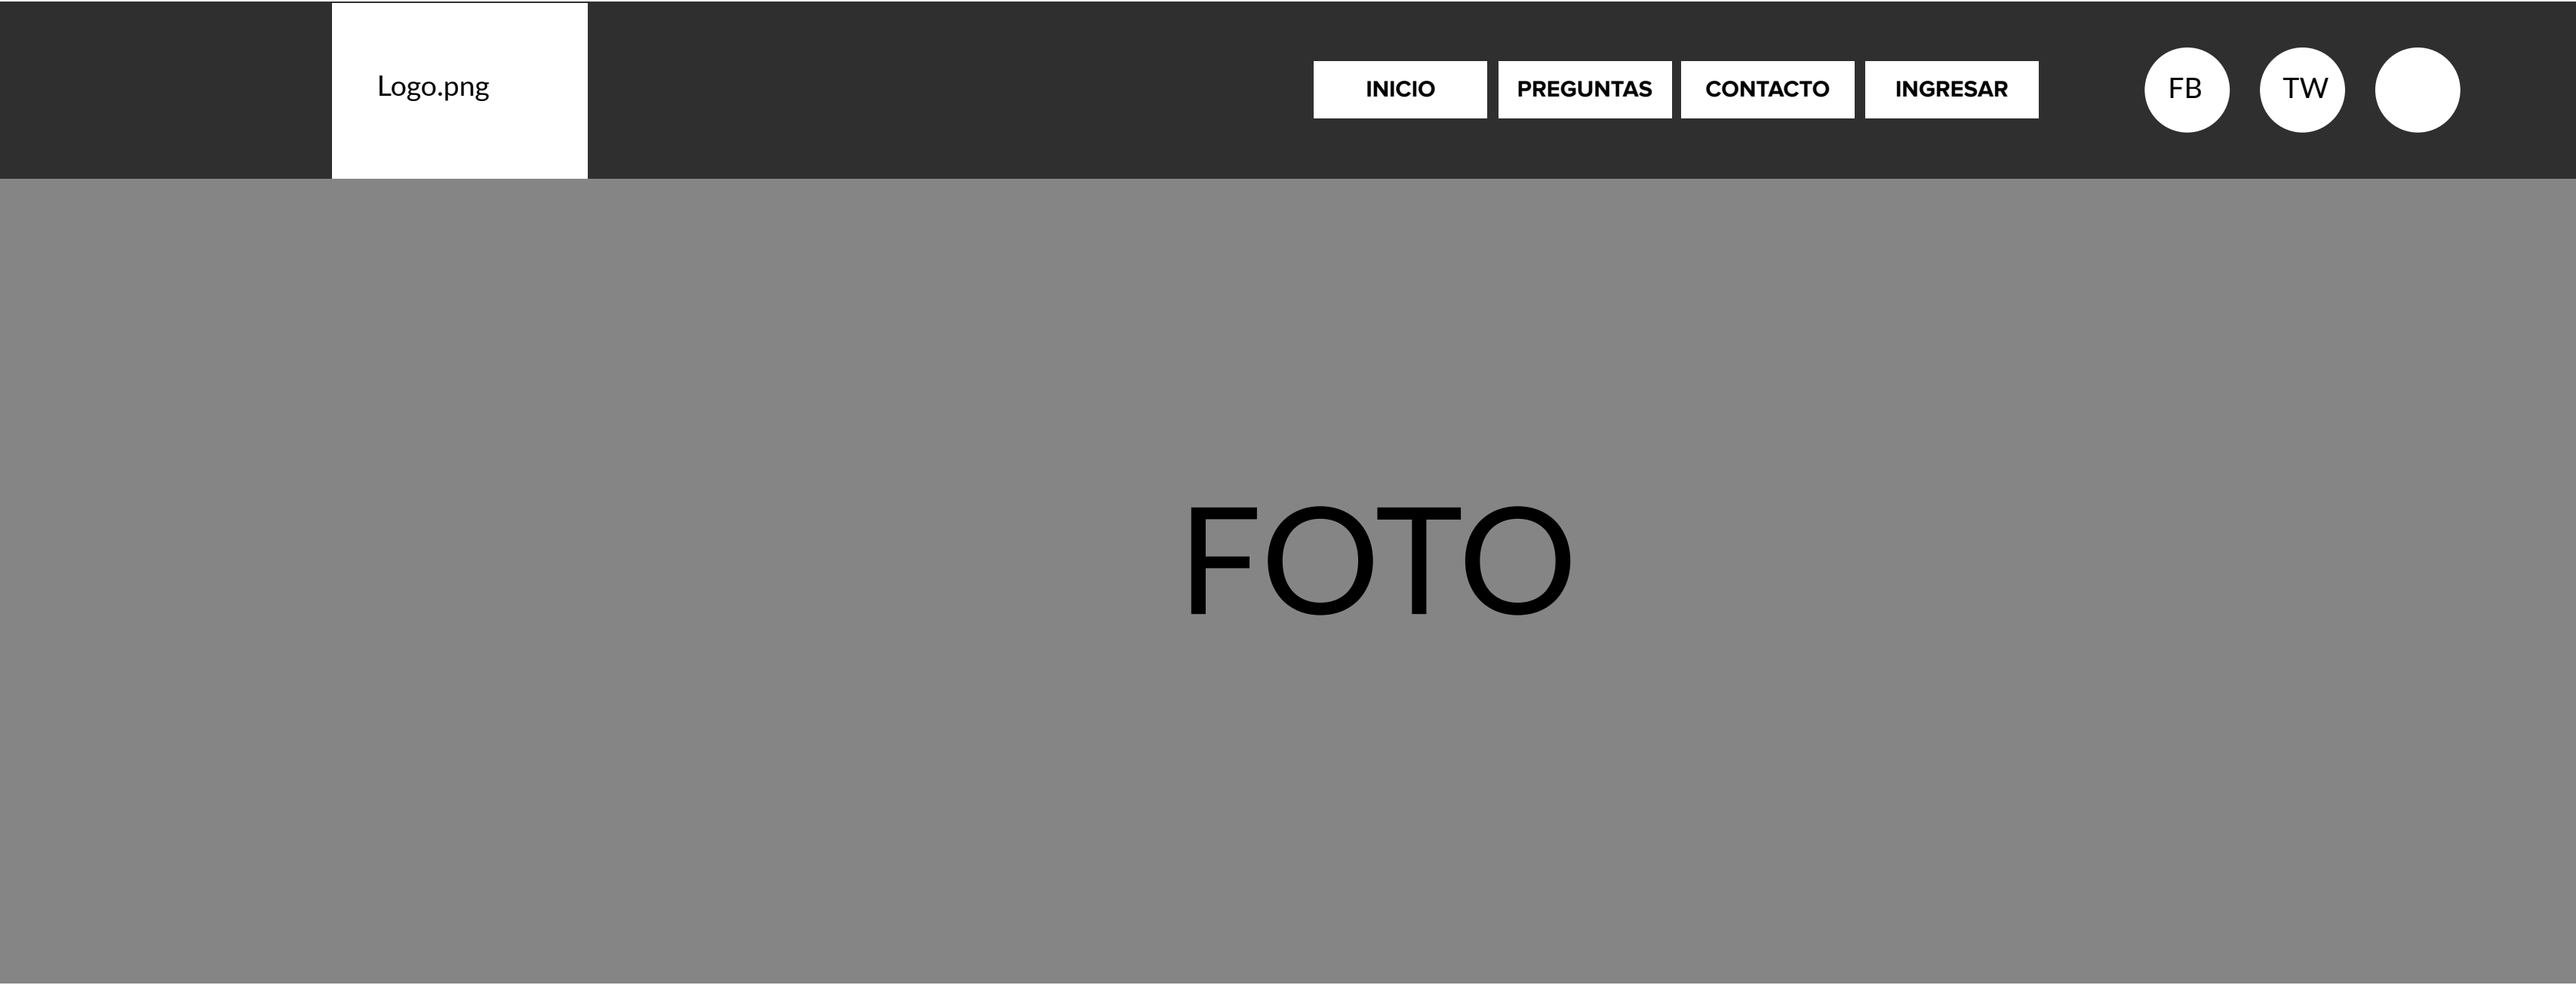 Logo.png
INICIO
PREGUNTAS
CONTACTO
INGRESAR
FB
TW
FOTO